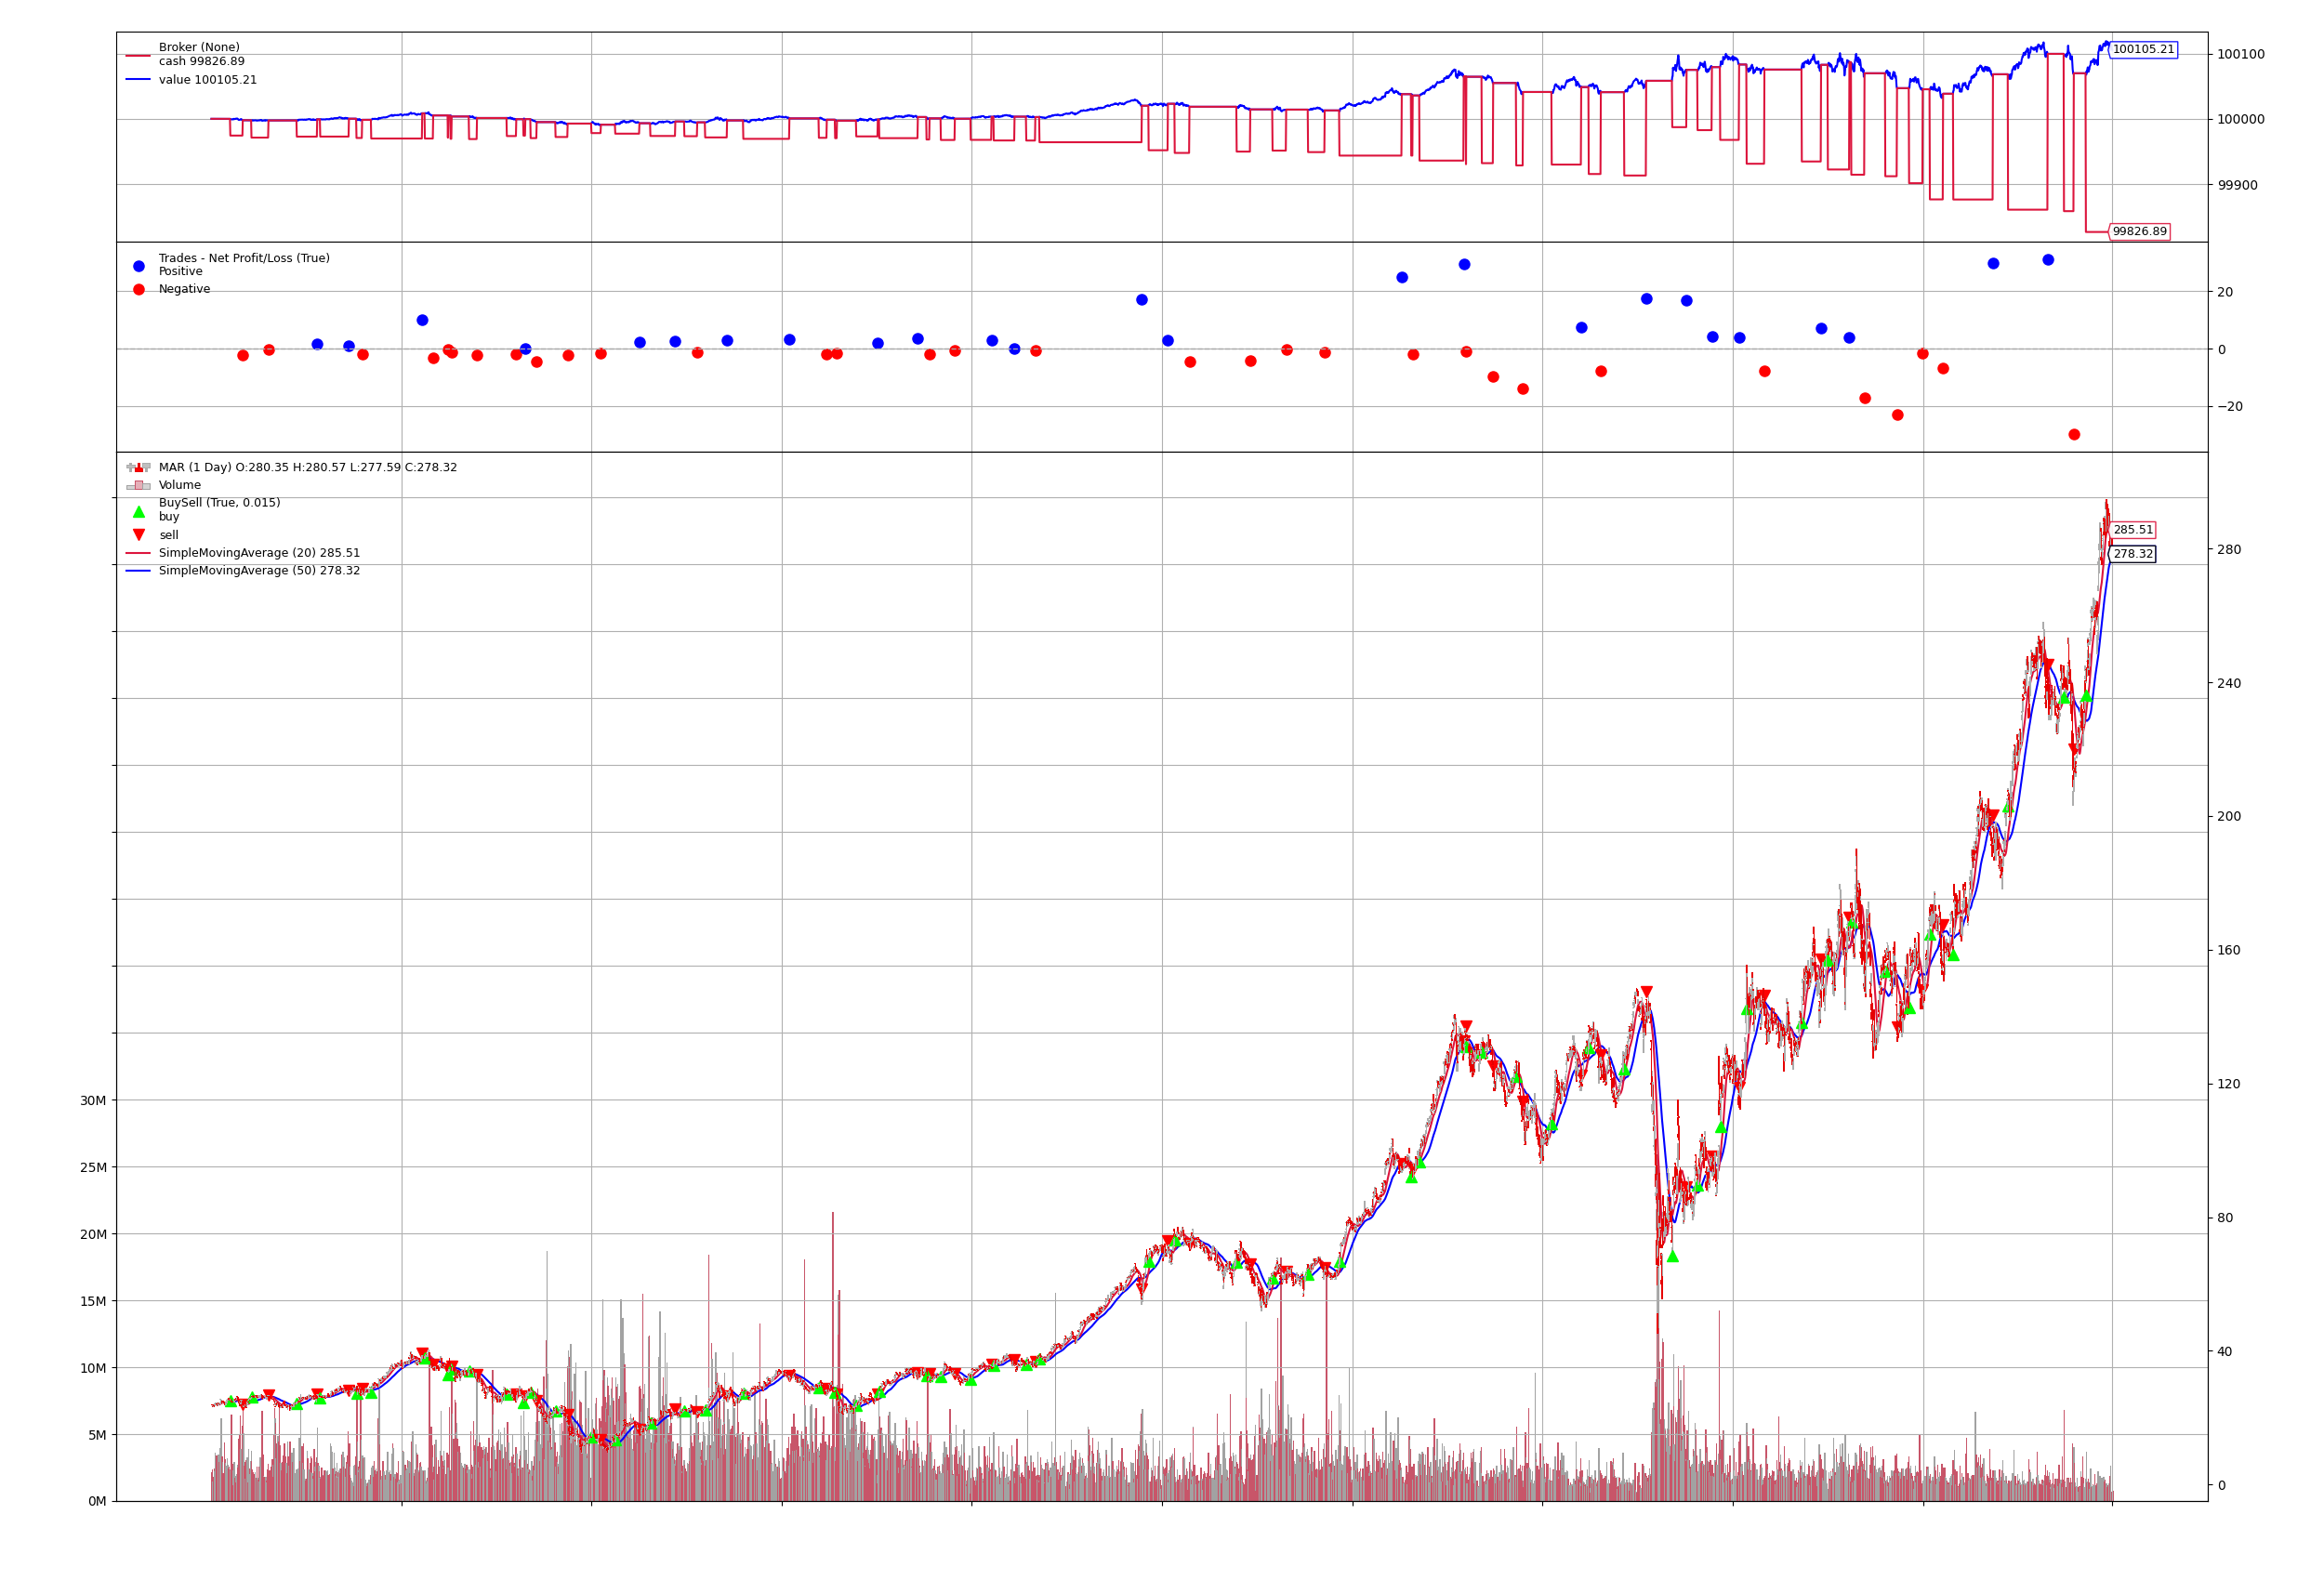 Broker (None)
cash 99826.89
value 100105.21
100105.21
100100
100000
99900
99826.89
Trades - Net Profit/Loss (True)
Positive
Negative
20
0
−20
MAR (1 Day) O:280.35 H:280.57 L:277.59 C:278.32
Volume
BuySell (True, 0.015)
buy
sell
SimpleMovingAverage (20) 285.51
SimpleMovingAverage (50) 278.32
285.51
278.32
280
240
200
160
120
80
40
0
30M
25M
20M
15M
10M
5M
0M